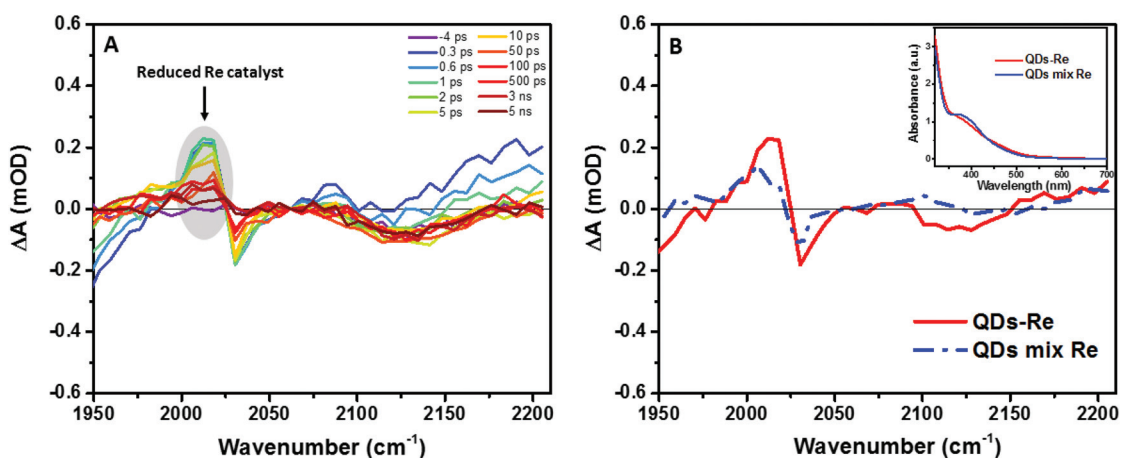 A
Reduced Re catalyst
-4 ps
0.3 ps
0.6 ps
1 ps
2 ps
5 ps
10 ps
50 ps
100 ps
500 ps
3 ns
5 ns
ΔA (mOD)
0.6
0.4
0.2
0.0
-0.2
-0.4
-0.6
1950 2000 2050 2100 2150 2200
Wavenumber (cm⁻¹)
B
QDs-Re
QDs mix Re
Absorbance (a.u.)
3
2
1
0
400 500 600 700
Wavelength (nm)
ΔA (mOD)
0.6
0.4
0.2
0.0
-0.2
-0.4
-0.6
QDs-Re
QDs mix Re
1950 2000 2050 2100 2150 2200
Wavenumber (cm⁻¹)